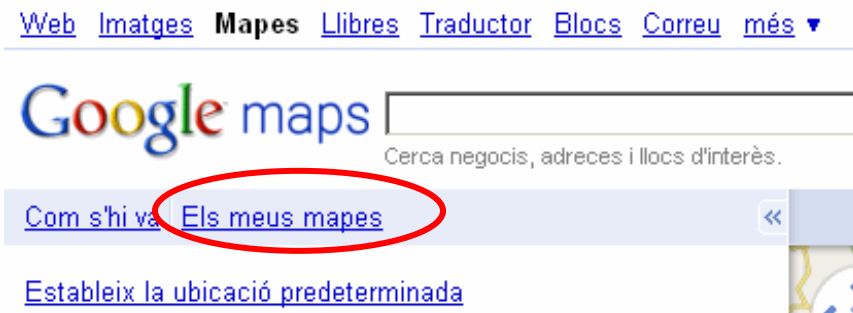 Web Imatges Mapes Llibres Traductor Blocs Correu més ▼
Google maps
Cerca negocis, adreces i llocs d'interès.
Com s'hi va Els meus mapes «
Estableix la ubicació predeterminada